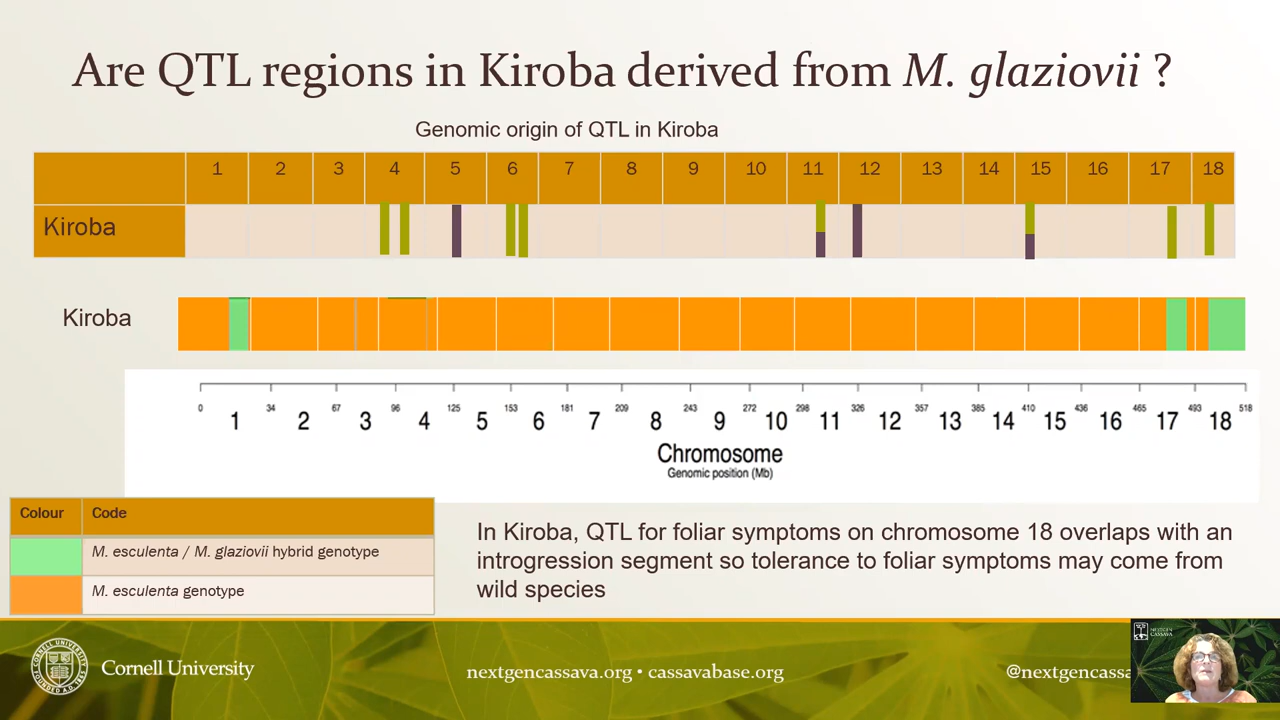 Are QTL regions in Kiroba derived from M. glaziovii ?
Genomic origin of QTL in Kiroba
1 2 3 4 5 6 7 8 9 10 11 12 13 14 15 16 17 18
Kiroba
Kiroba
0 34 67 96 125 153 181 209 243 272 298 326 357 385 410 436 465 493 518
1 2 3 4 5 6 7 8 9 10 11 12 13 14 15 16 17 18
Chromosome
Genomic position (Mb)
Colour Code
M. esculenta / M. glaziovii hybrid genotype
M. esculenta genotype
In Kiroba, QTL for foliar symptoms on chromosome 18 overlaps with an
introgression segment so tolerance to foliar symptoms may come from
wild species
Cornell University
nextgencassava.org • cassavabase.org
@nextgencassa
NEXTGEN
CASSAVA